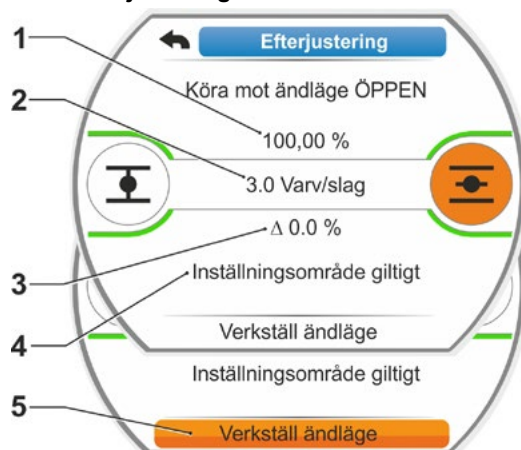 Efterjustering
Köra mot ändläge ÖPPEN
1
100,00 %
2
3.0 Varv/slag
Δ 0.0 %
3
Inställningsområde giltigt
4
Verkställ ändläge
Inställningsområde giltigt
5
Verkställ ändläge